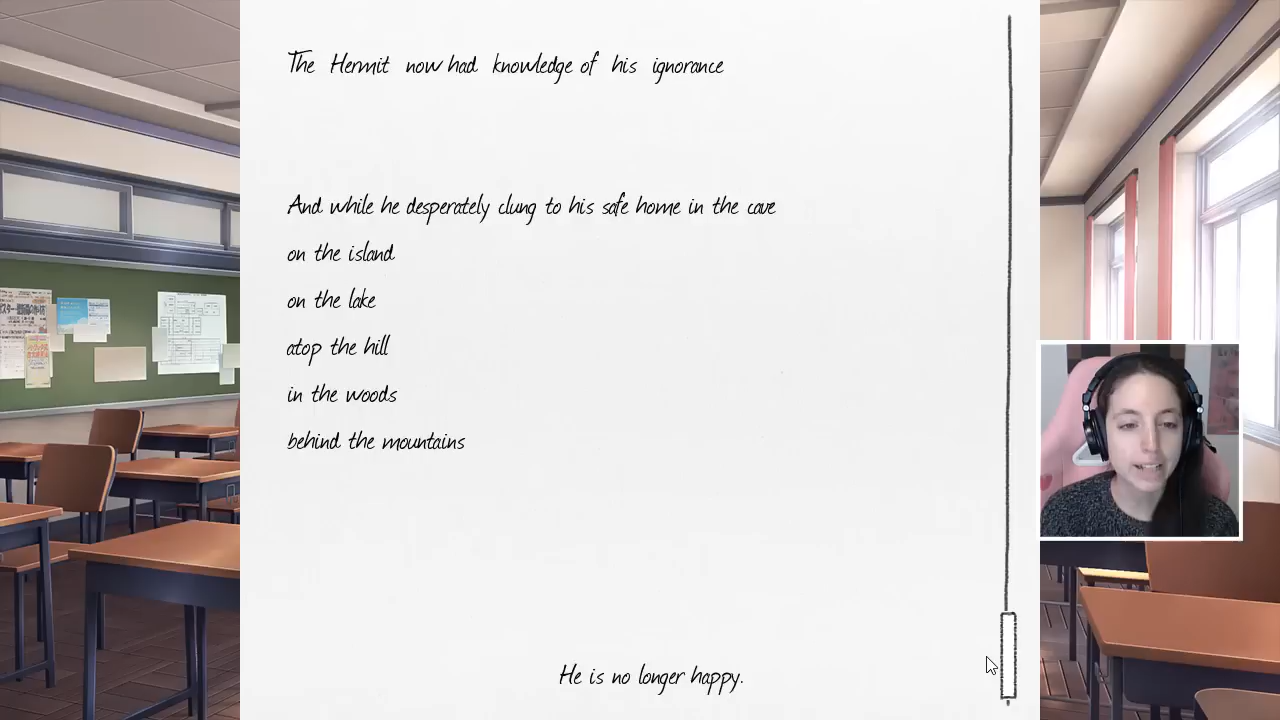 The Hermit now had knowledge of his ignorance
And while he desperately clung to his safe home in the cave
on the island
on the lake
atop the hill
in the woods
behind the mountains
He is no longer happy.